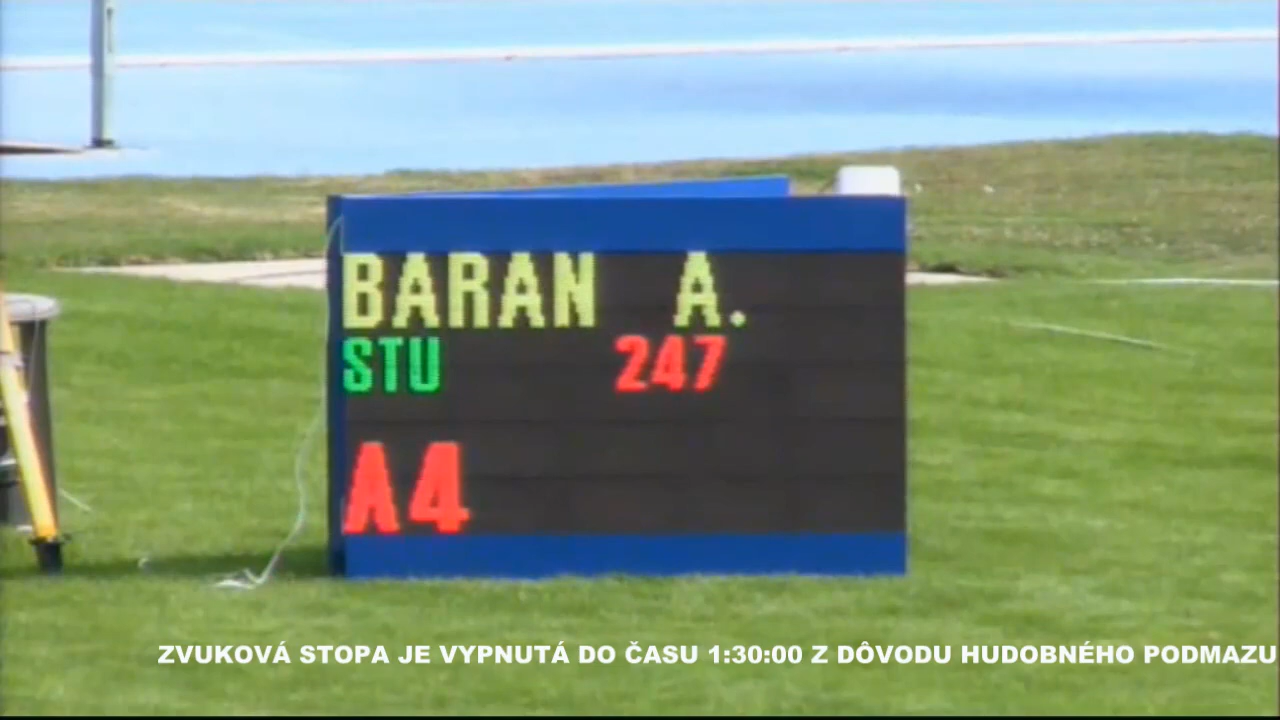 BARAN A.
STU 247
A4
ZVUKOVÁ STOPA JE VYPNUTÁ DO ČASU 1:30:00 Z DÔVODU HUDOBNÉHO PODMAZU